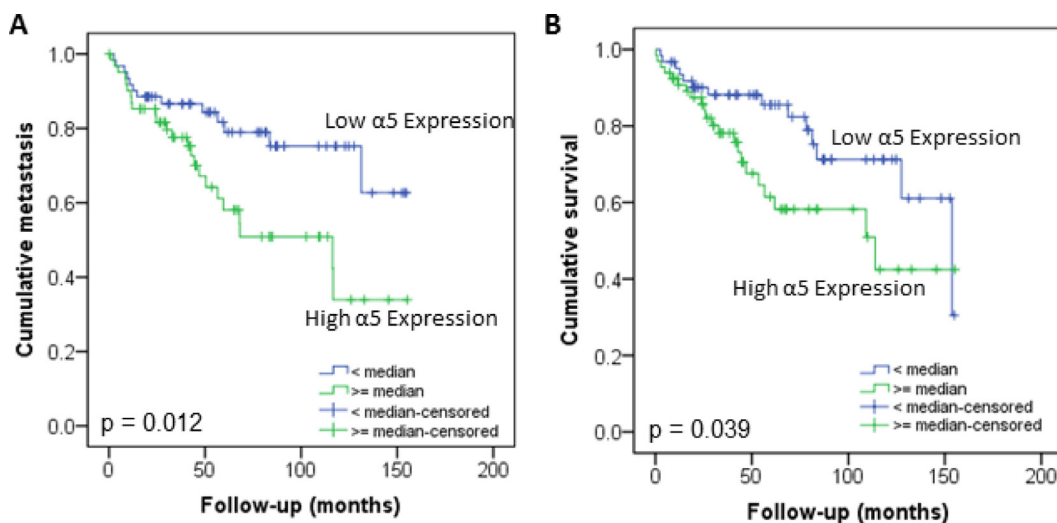 A
Cumulative metastasis
1.0
0.8
0.6
0.4
0.2
0.0
Low α5 Expression
High α5 Expression
< median
>= median
< median-censored
>= median-censored
p = 0.012
0 50 100 150 200
Follow-up (months)
B
Cumulative survival
1.0
0.8
0.6
0.4
0.2
0.0
Low α5 Expression
High α5 Expression
< median
>= median
< median-censored
>= median-censored
p = 0.039
0 50 100 150 200
Follow-up (months)